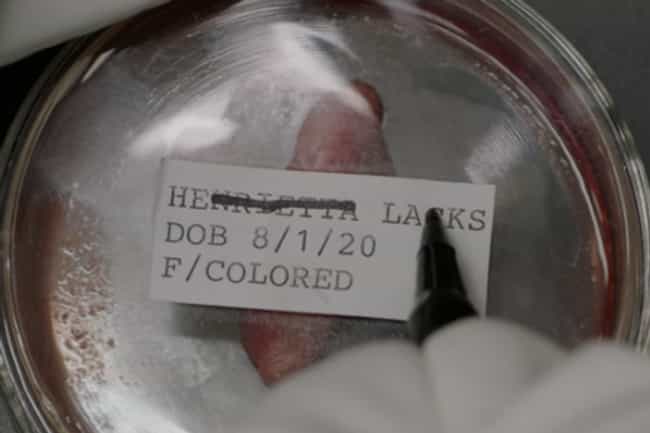 HENRIETTA LACKS
DOB 8/1/20
F/COLORED